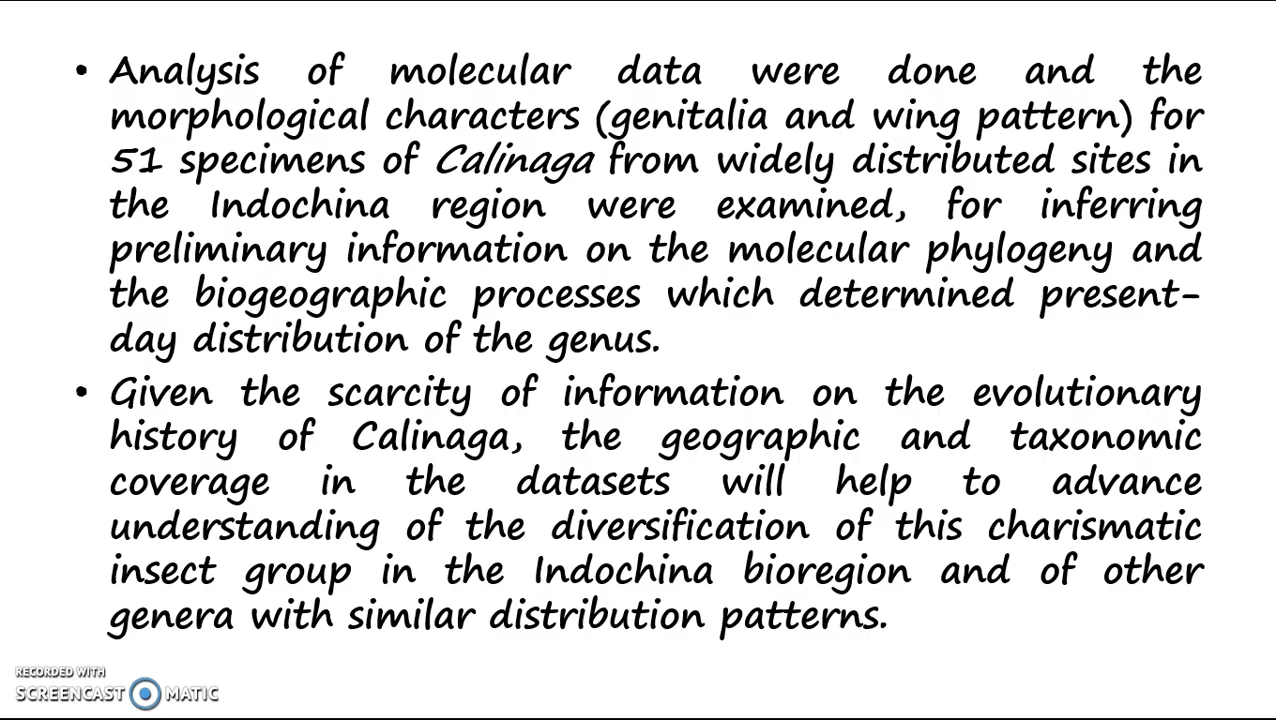 • Analysis of molecular data were done and the
morphological characters (genitalia and wing pattern) for
51 specimens of Calinaga from widely distributed sites in
the Indochina region were examined, for inferring
preliminary information on the molecular phylogeny and
the biogeographic processes which determined present-
day distribution of the genus.
• Given the scarcity of information on the evolutionary
history of Calinaga, the geographic and taxonomic
coverage in the datasets will help to advance
understanding of the diversification of this charismatic
insect group in the Indochina bioregion and of other
genera with similar distribution patterns.
RECORDED WITH
SCREENCAST MATIC